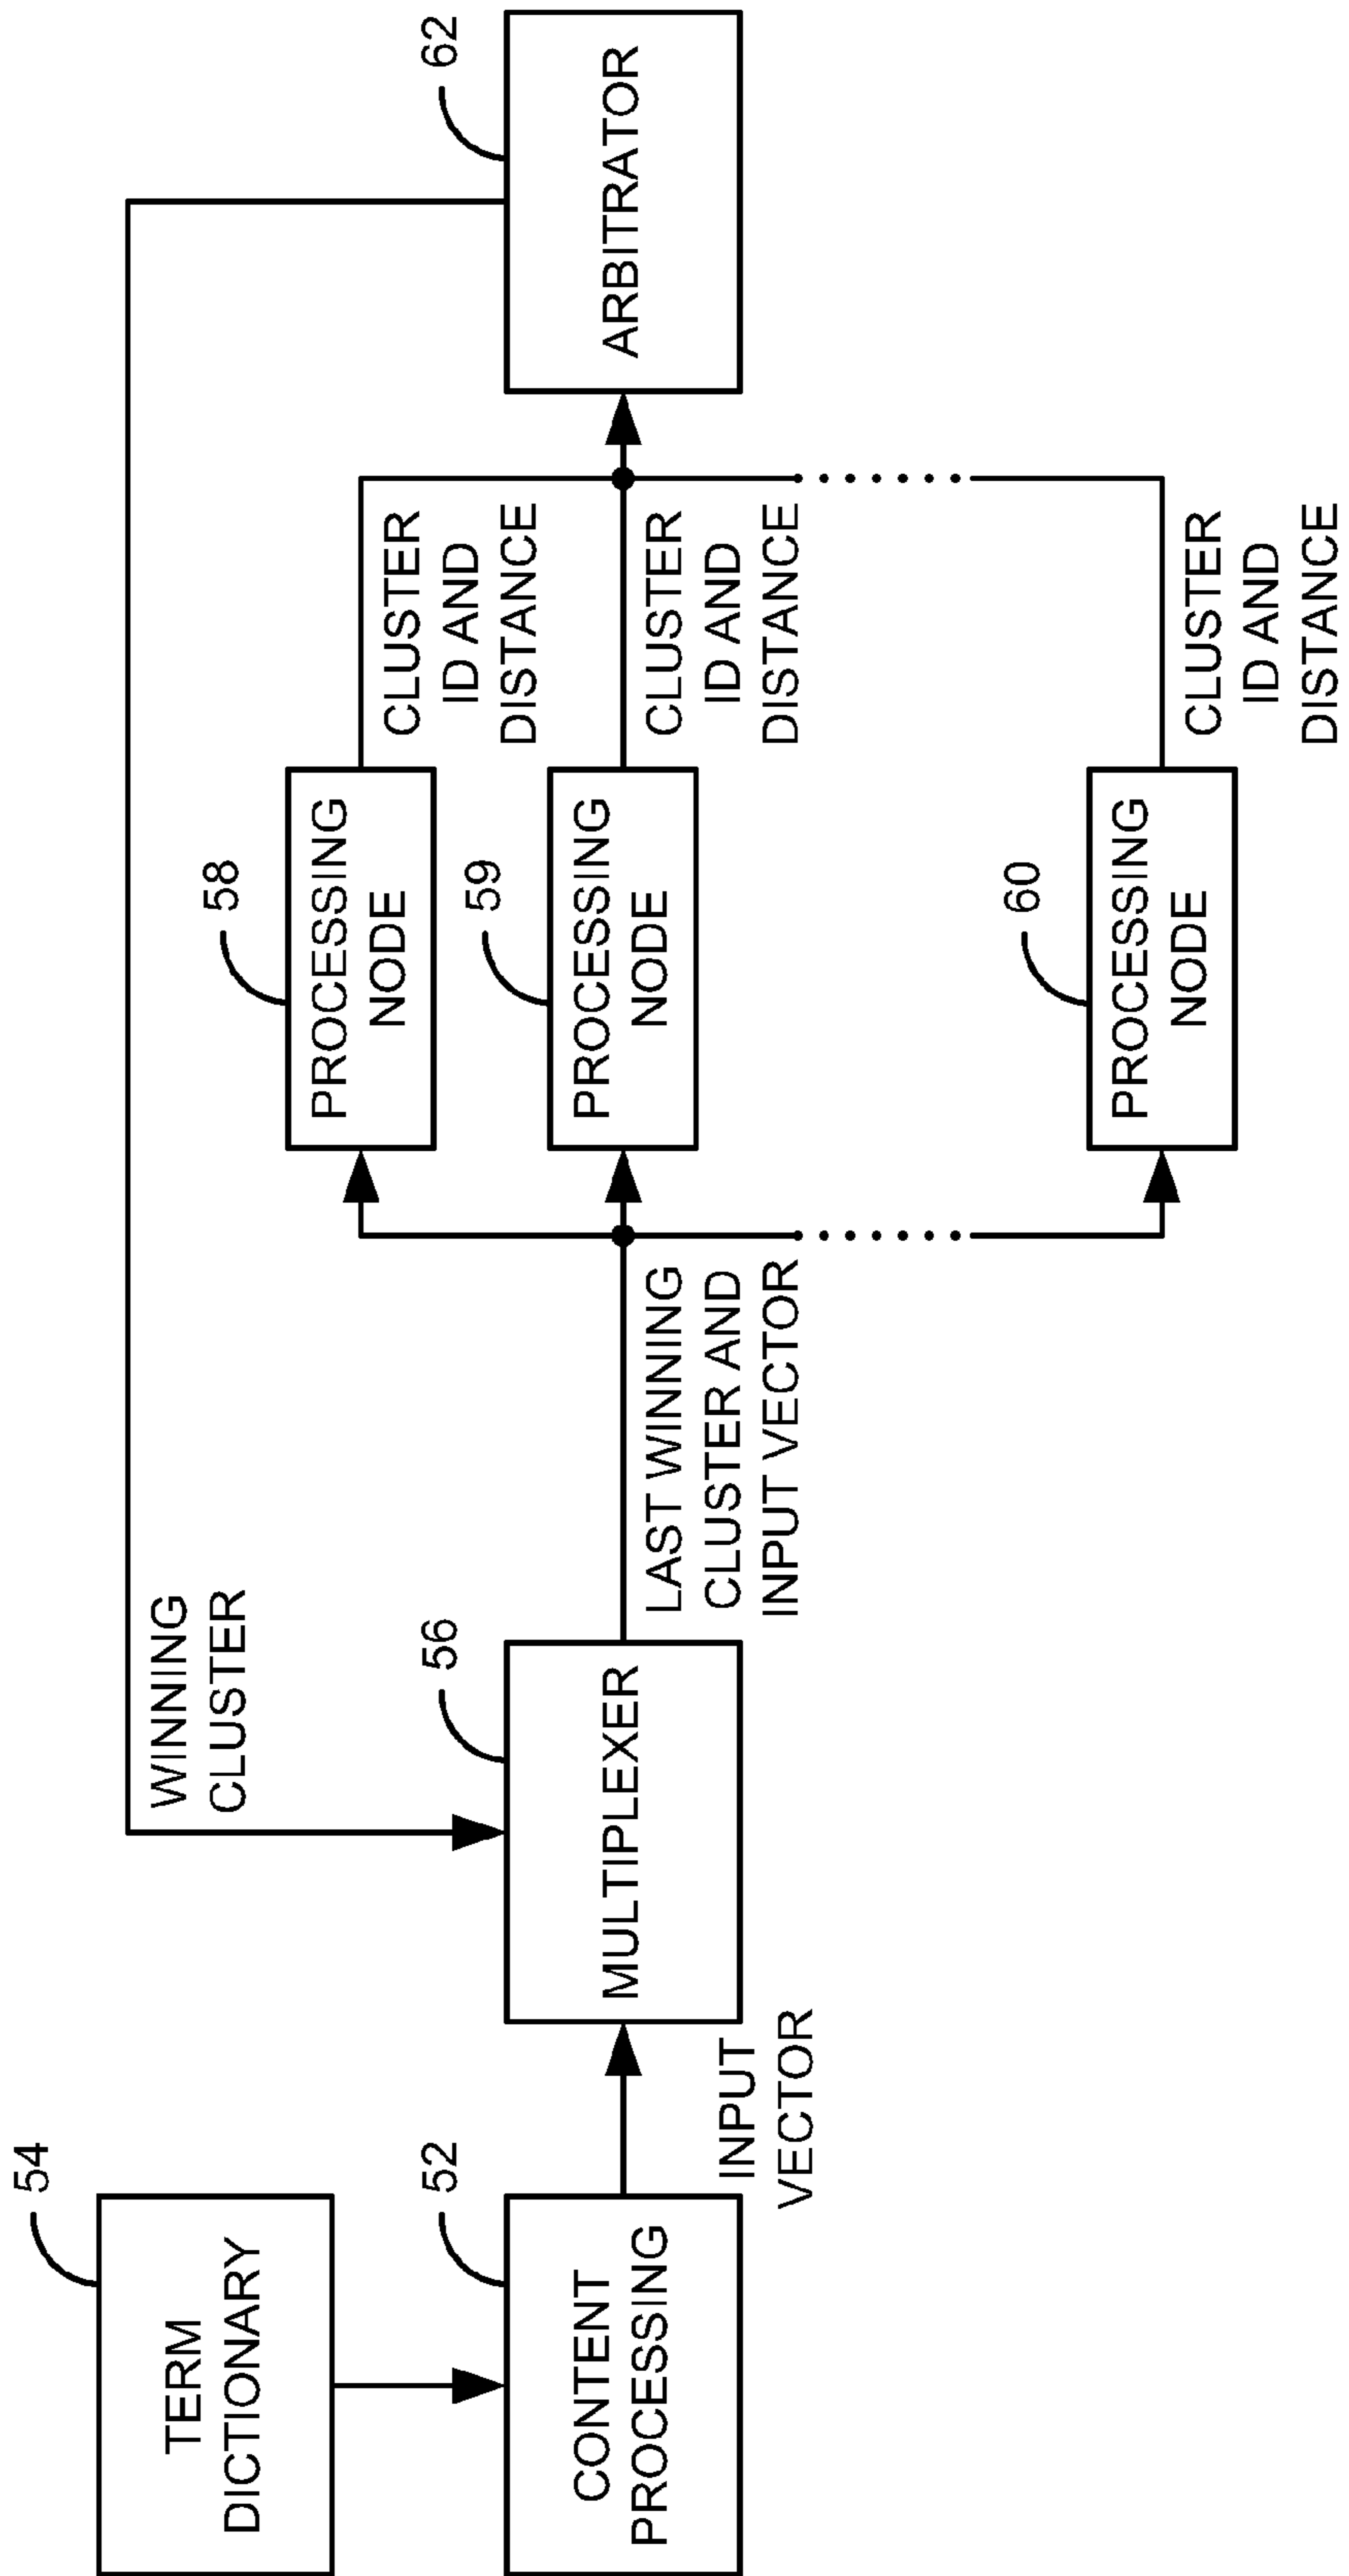 54
TERM
DICTIONARY
52
CONTENT
PROCESSING
INPUT
VECTOR
WINNING
CLUSTER
56
MULTIPLEXER
LAST WINNING
CLUSTER AND
INPUT VECTOR
58
PROCESSING
NODE
59
PROCESSING
NODE
60
PROCESSING
NODE
CLUSTER
ID AND
DISTANCE
CLUSTER
ID AND
DISTANCE
CLUSTER
ID AND
DISTANCE
62
ARBITRATOR